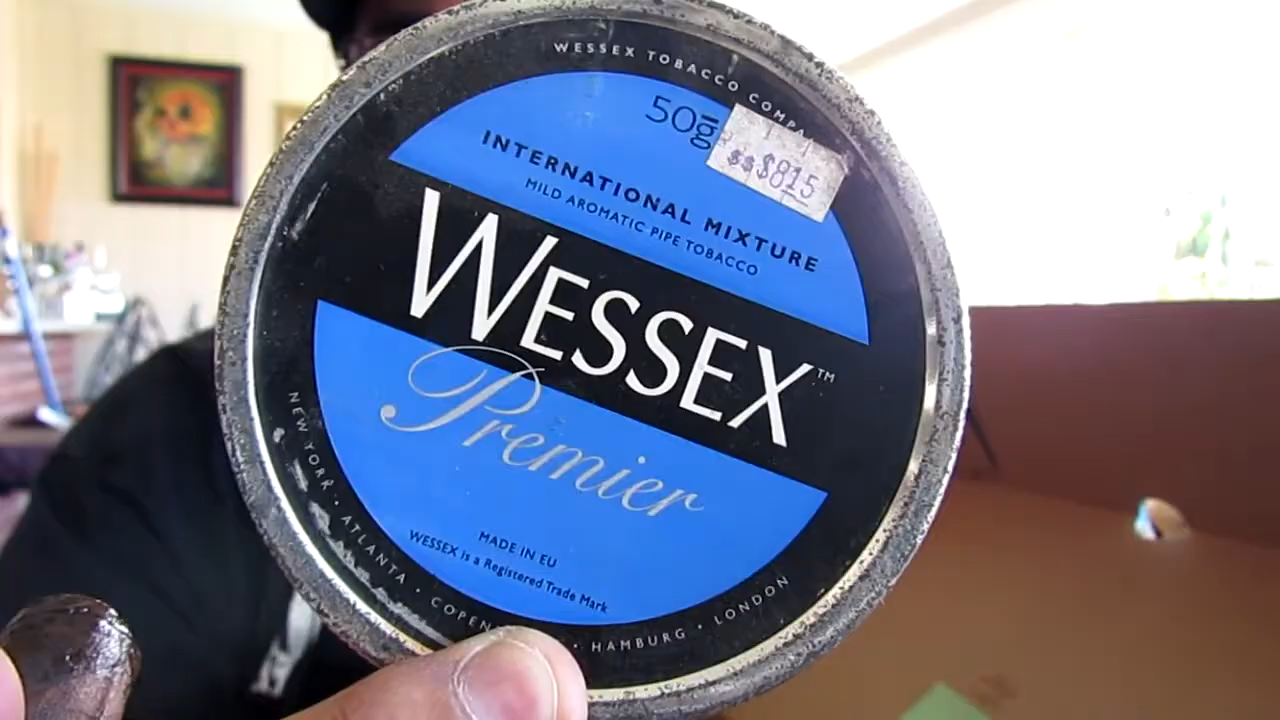 WESSEX TOBACCO COMPA
50g
$$$815
INTERNATIONAL MIXTURE
MILD AROMATIC PIPE TOBACCO
WESSEX™
Premier
MADE IN EU
WESSEX is a Registered Trade Mark
NEW YORK • ATLANTA • COPEN • HAMBURG • LONDON